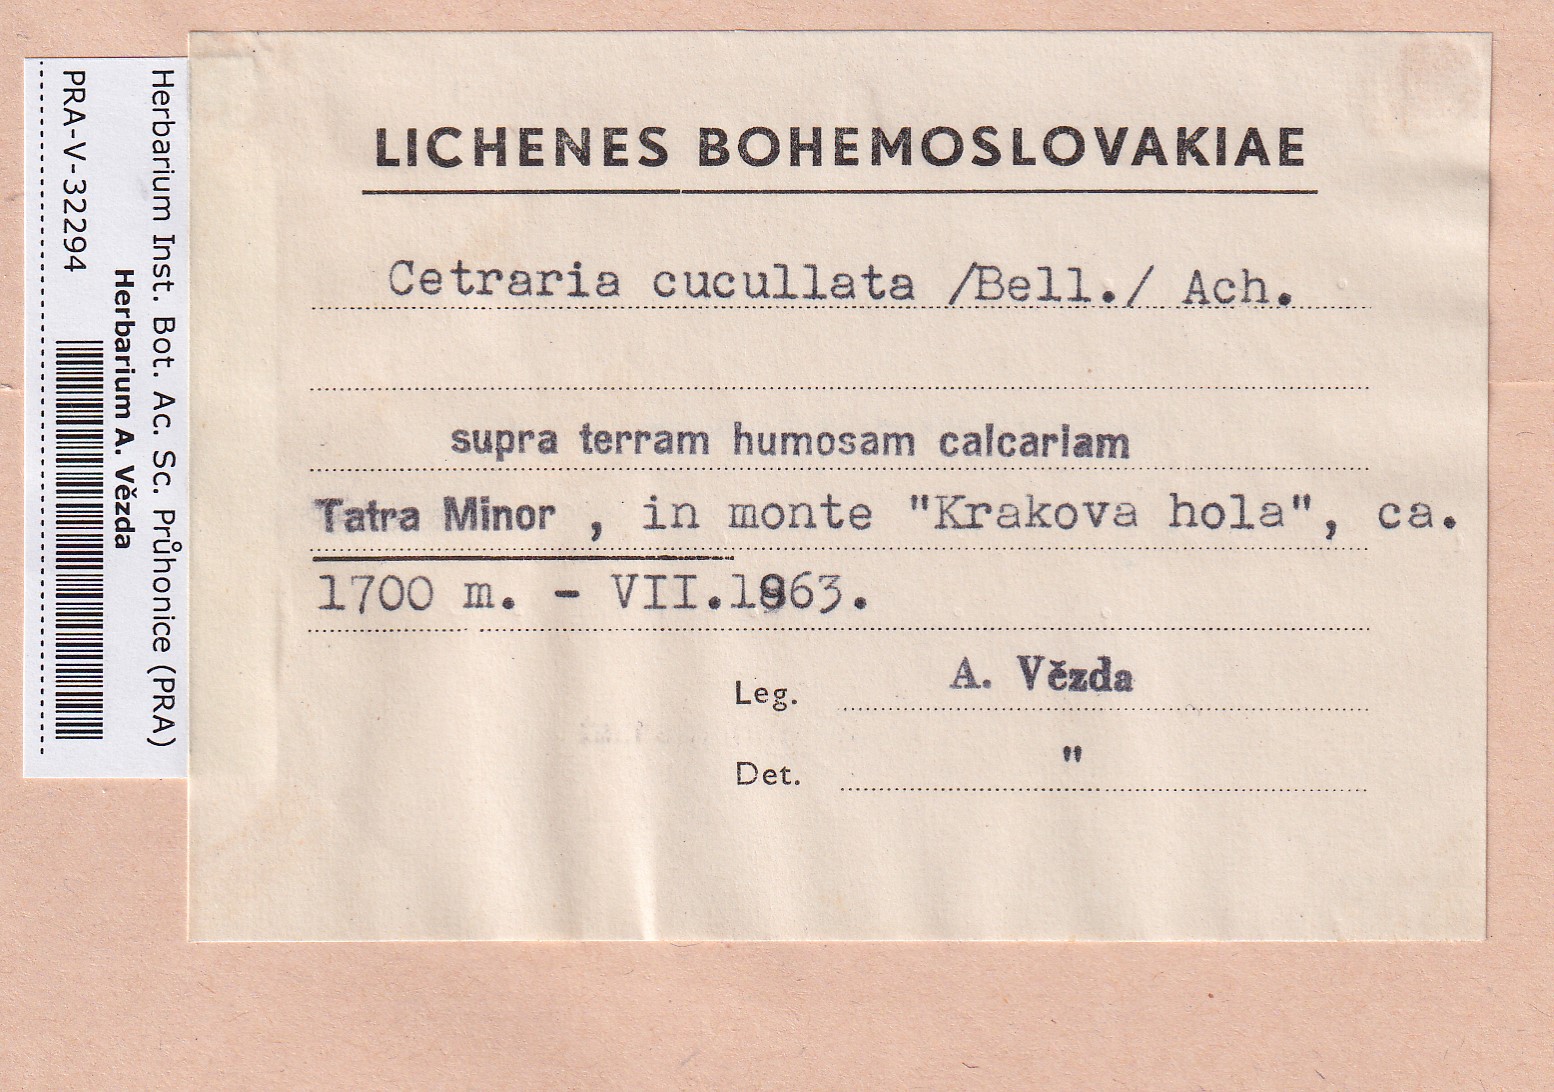 Herbarium Inst. Bot. Ac. Sc. Průhonice (PRA)
Herbarium A. Vězda
PRA-V-32294
LICHENES BOHEMOSLOVAKIAE
Cetraria cucullata /Bell./ Ach.
supra terram humosam calcariam
Tatra Minor , in monte "Krakova hola", ca.
1700 m. - VII.1963.
Leg. A. Vězda
Det. "